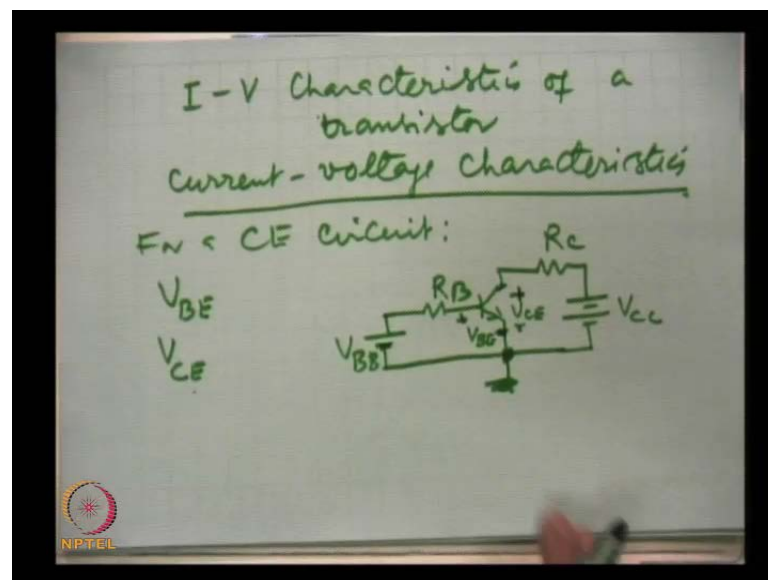 I-V Characteristics of a
transistor
Current-voltage characteristics
For a CE circuit:
RC
VBE
RB
+
+
VCE
VCC
VBE
VCE
VBB
NPTEL